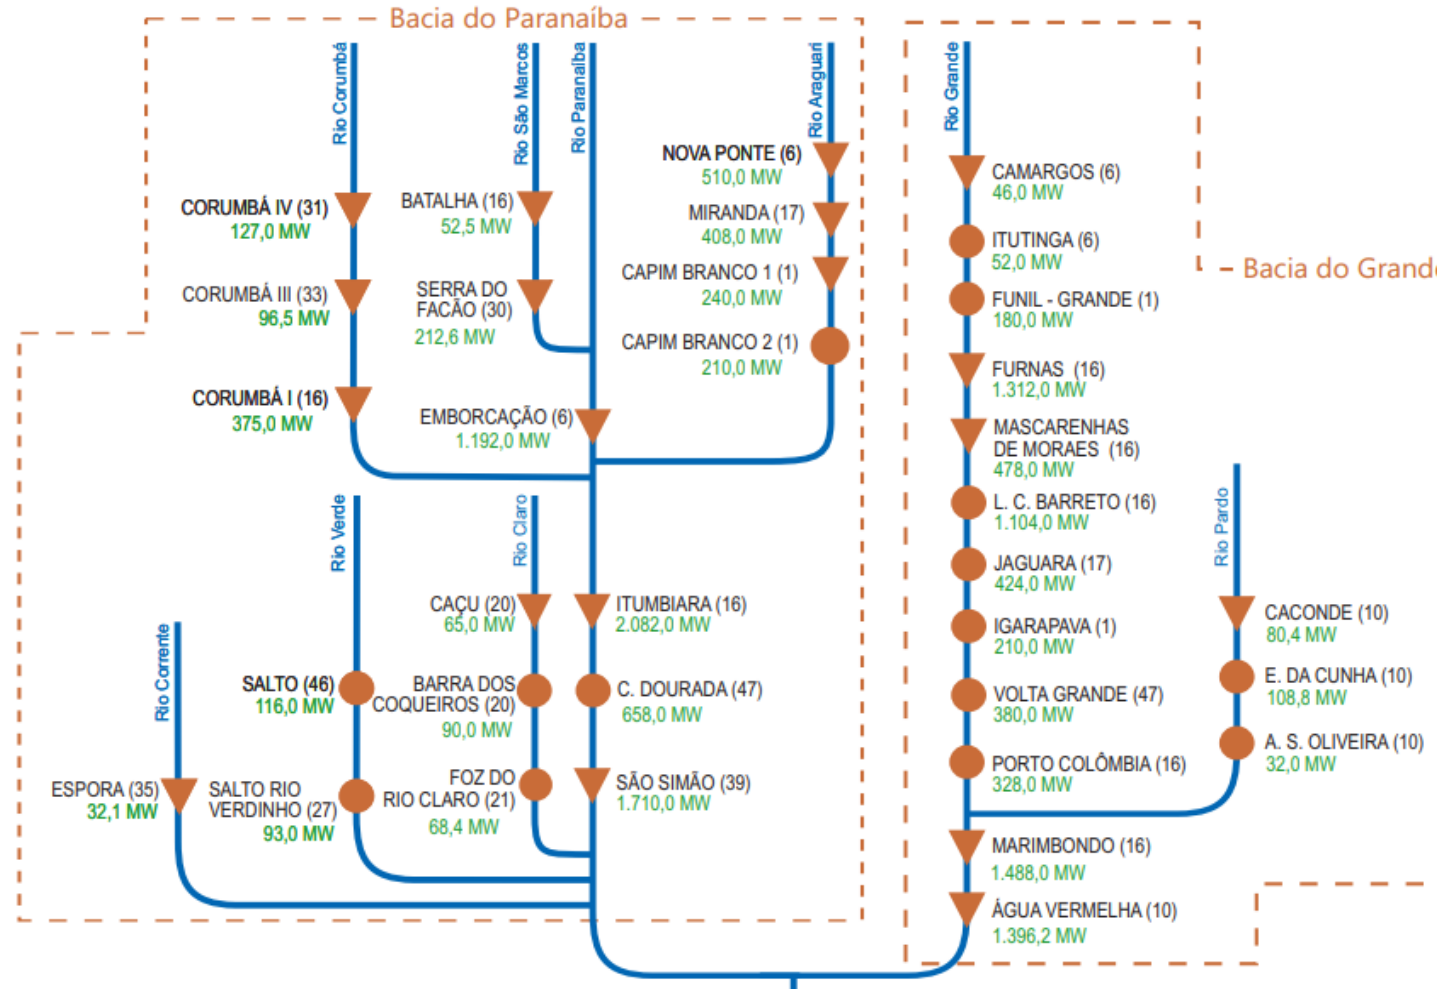 Bacia do Paranaíba
Rio Corumbá
CORUMBÁ IV (31)
127,0 MW
CORUMBÁ III (33)
96,5 MW
CORUMBÁ I (16)
375,0 MW
Rio São Marcos
BATALHA (16)
52,5 MW
SERRA DO
FACÃO (30)
212,6 MW
Rio Paranaíba
EMBORCAÇÃO (6)
1.192,0 MW
Rio Araguari
NOVA PONTE (6)
510,0 MW
MIRANDA (17)
408,0 MW
CAPIM BRANCO 1 (1)
240,0 MW
CAPIM BRANCO 2 (1)
210,0 MW
Rio Corrente
ESPORA (35)
32,1 MW
Rio Verde
SALTO (46)
116,0 MW
SALTO RIO
VERDINHO (27)
93,0 MW
Rio Claro
CAÇU (20)
65,0 MW
BARRA DOS
COQUEIROS (20)
90,0 MW
FOZ DO
RIO CLARO (21)
68,4 MW
ITUMBIARA (16)
2.082,0 MW
C. DOURADA (47)
658,0 MW
SÃO SIMÃO (39)
1.710,0 MW
Bacia do Grand
Rio Grande
CAMARGOS (6)
46,0 MW
ITUTINGA (6)
52,0 MW
FUNIL - GRANDE (1)
180,0 MW
FURNAS (16)
1.312,0 MW
MASCARENHAS
DE MORAES (16)
478,0 MW
L. C. BARRETO (16)
1.104,0 MW
JAGUARA (17)
424,0 MW
IGARAPAVA (1)
210,0 MW
VOLTA GRANDE (47)
380,0 MW
PORTO COLÔMBIA (16)
328,0 MW
MARIMBONDO (16)
1.488,0 MW
ÁGUA VERMELHA (10)
1.396,2 MW
Rio Pardo
CACONDE (10)
80,4 MW
E. DA CUNHA (10)
108,8 MW
A. S. OLIVEIRA (10)
32,0 MW